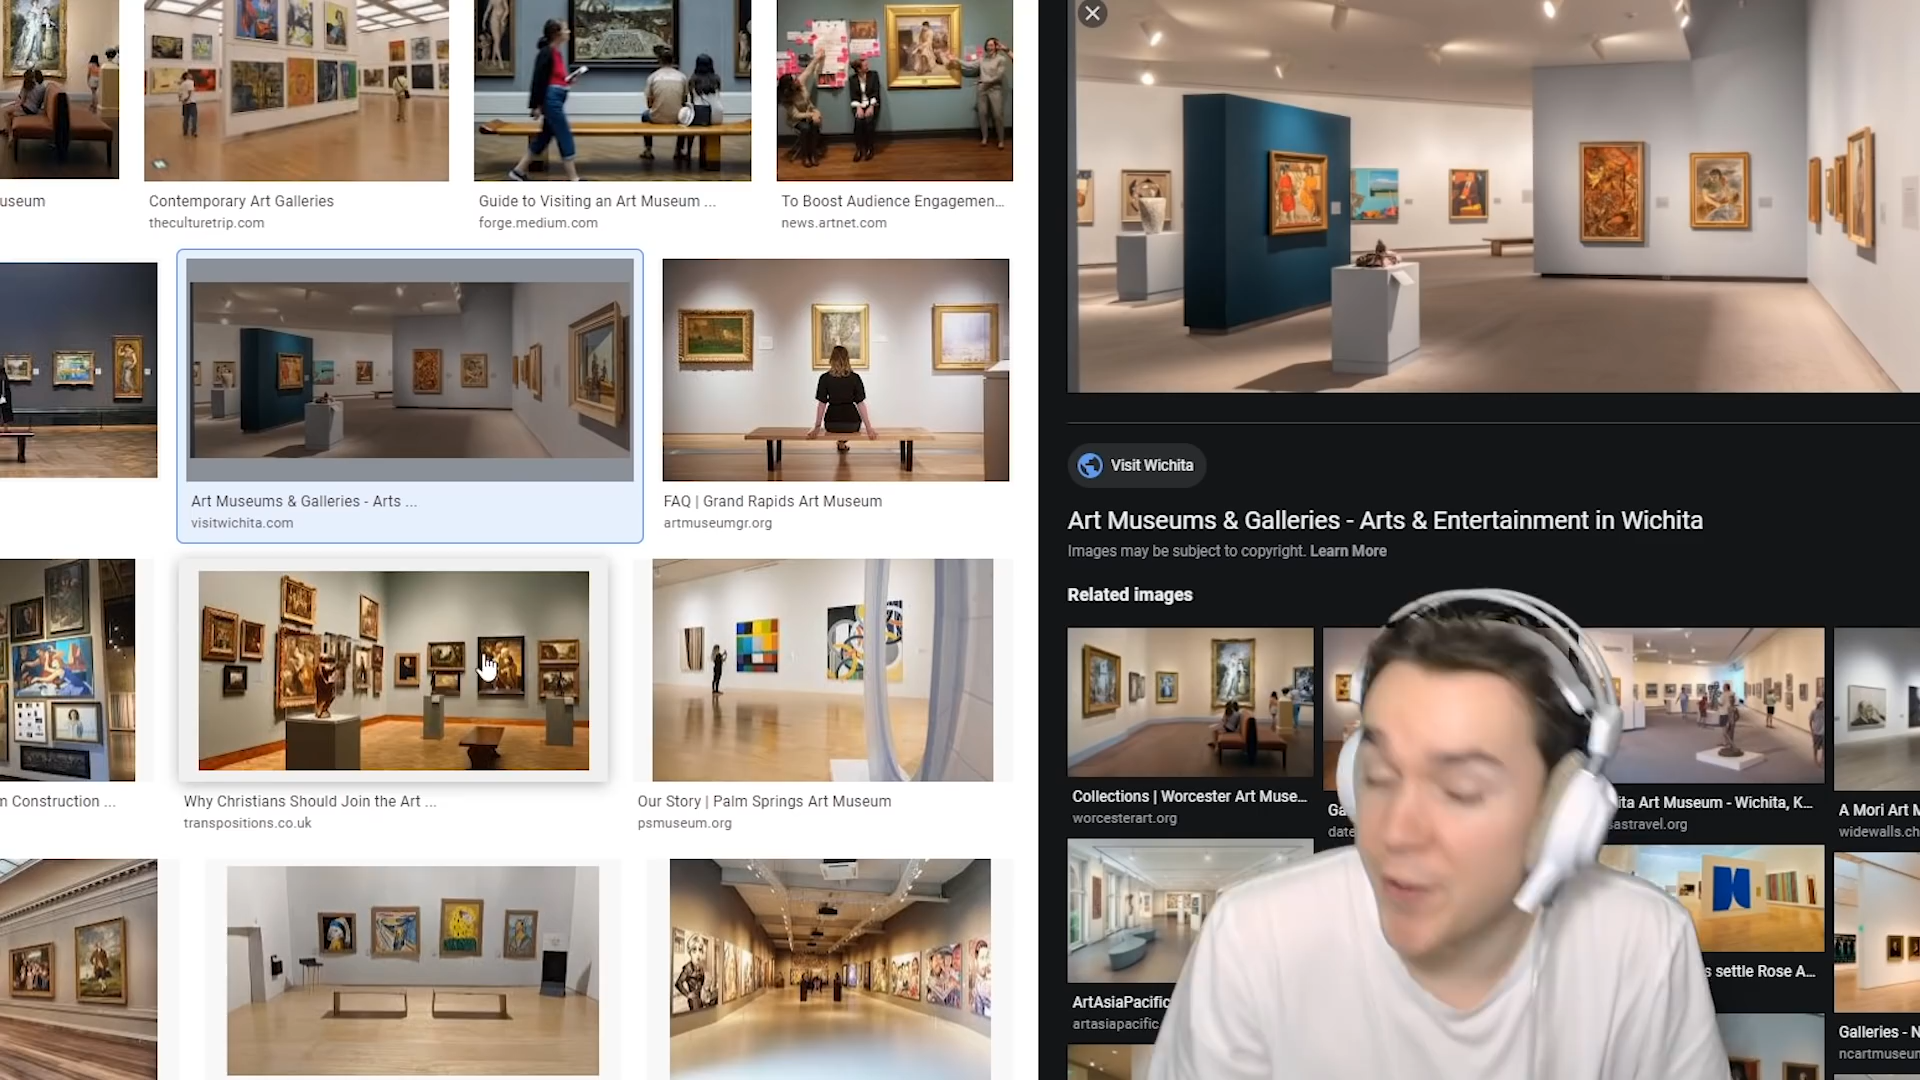 useum
Contemporary Art Galleries
theculturetrip.com
Guide to Visiting an Art Museum ...
forge.medium.com
To Boost Audience Engagemen...
news.artnet.com
Art Museums & Galleries - Arts ...
visitwichita.com
FAQ | Grand Rapids Art Museum
artmuseumgr.org
m Construction ...
Why Christians Should Join the Art ...
transpositions.co.uk
Our Story | Palm Springs Art Museum
psmuseum.org
Visit Wichita
Art Museums & Galleries - Arts & Entertainment in Wichita
Images may be subject to copyright. Learn More
Related images
Collections | Worcester Art Muse...
worcesterart.org
Ga
date
ita Art Museum - Wichita, K...
sastravel.org
A Mori Art M
widewalls.ch
ArtAsiaPacific
artasiapacific.
s settle Rose A...
Galleries - N
ncartmuseum